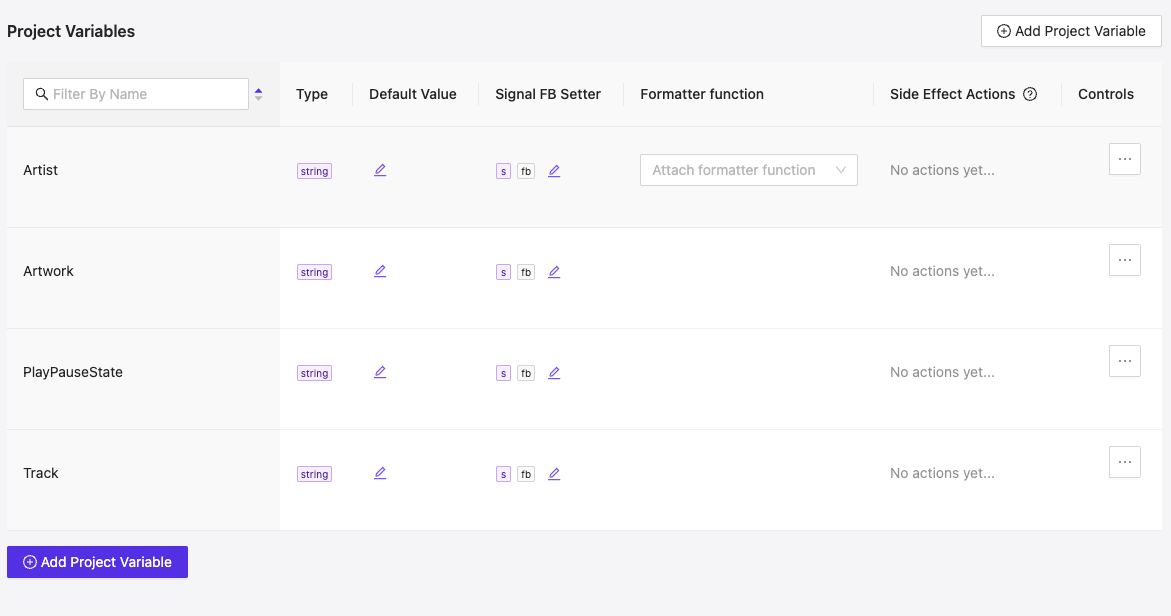 Project Variables
Add Project Variable
Filter By Name Type Default Value Signal FB Setter Formatter function Side Effect Actions Controls
Artist string s fb Attach formatter function No actions yet... ...
Artwork string s fb No actions yet... ...
PlayPauseState string s fb No actions yet... ...
Track string s fb No actions yet... ...
Add Project Variable